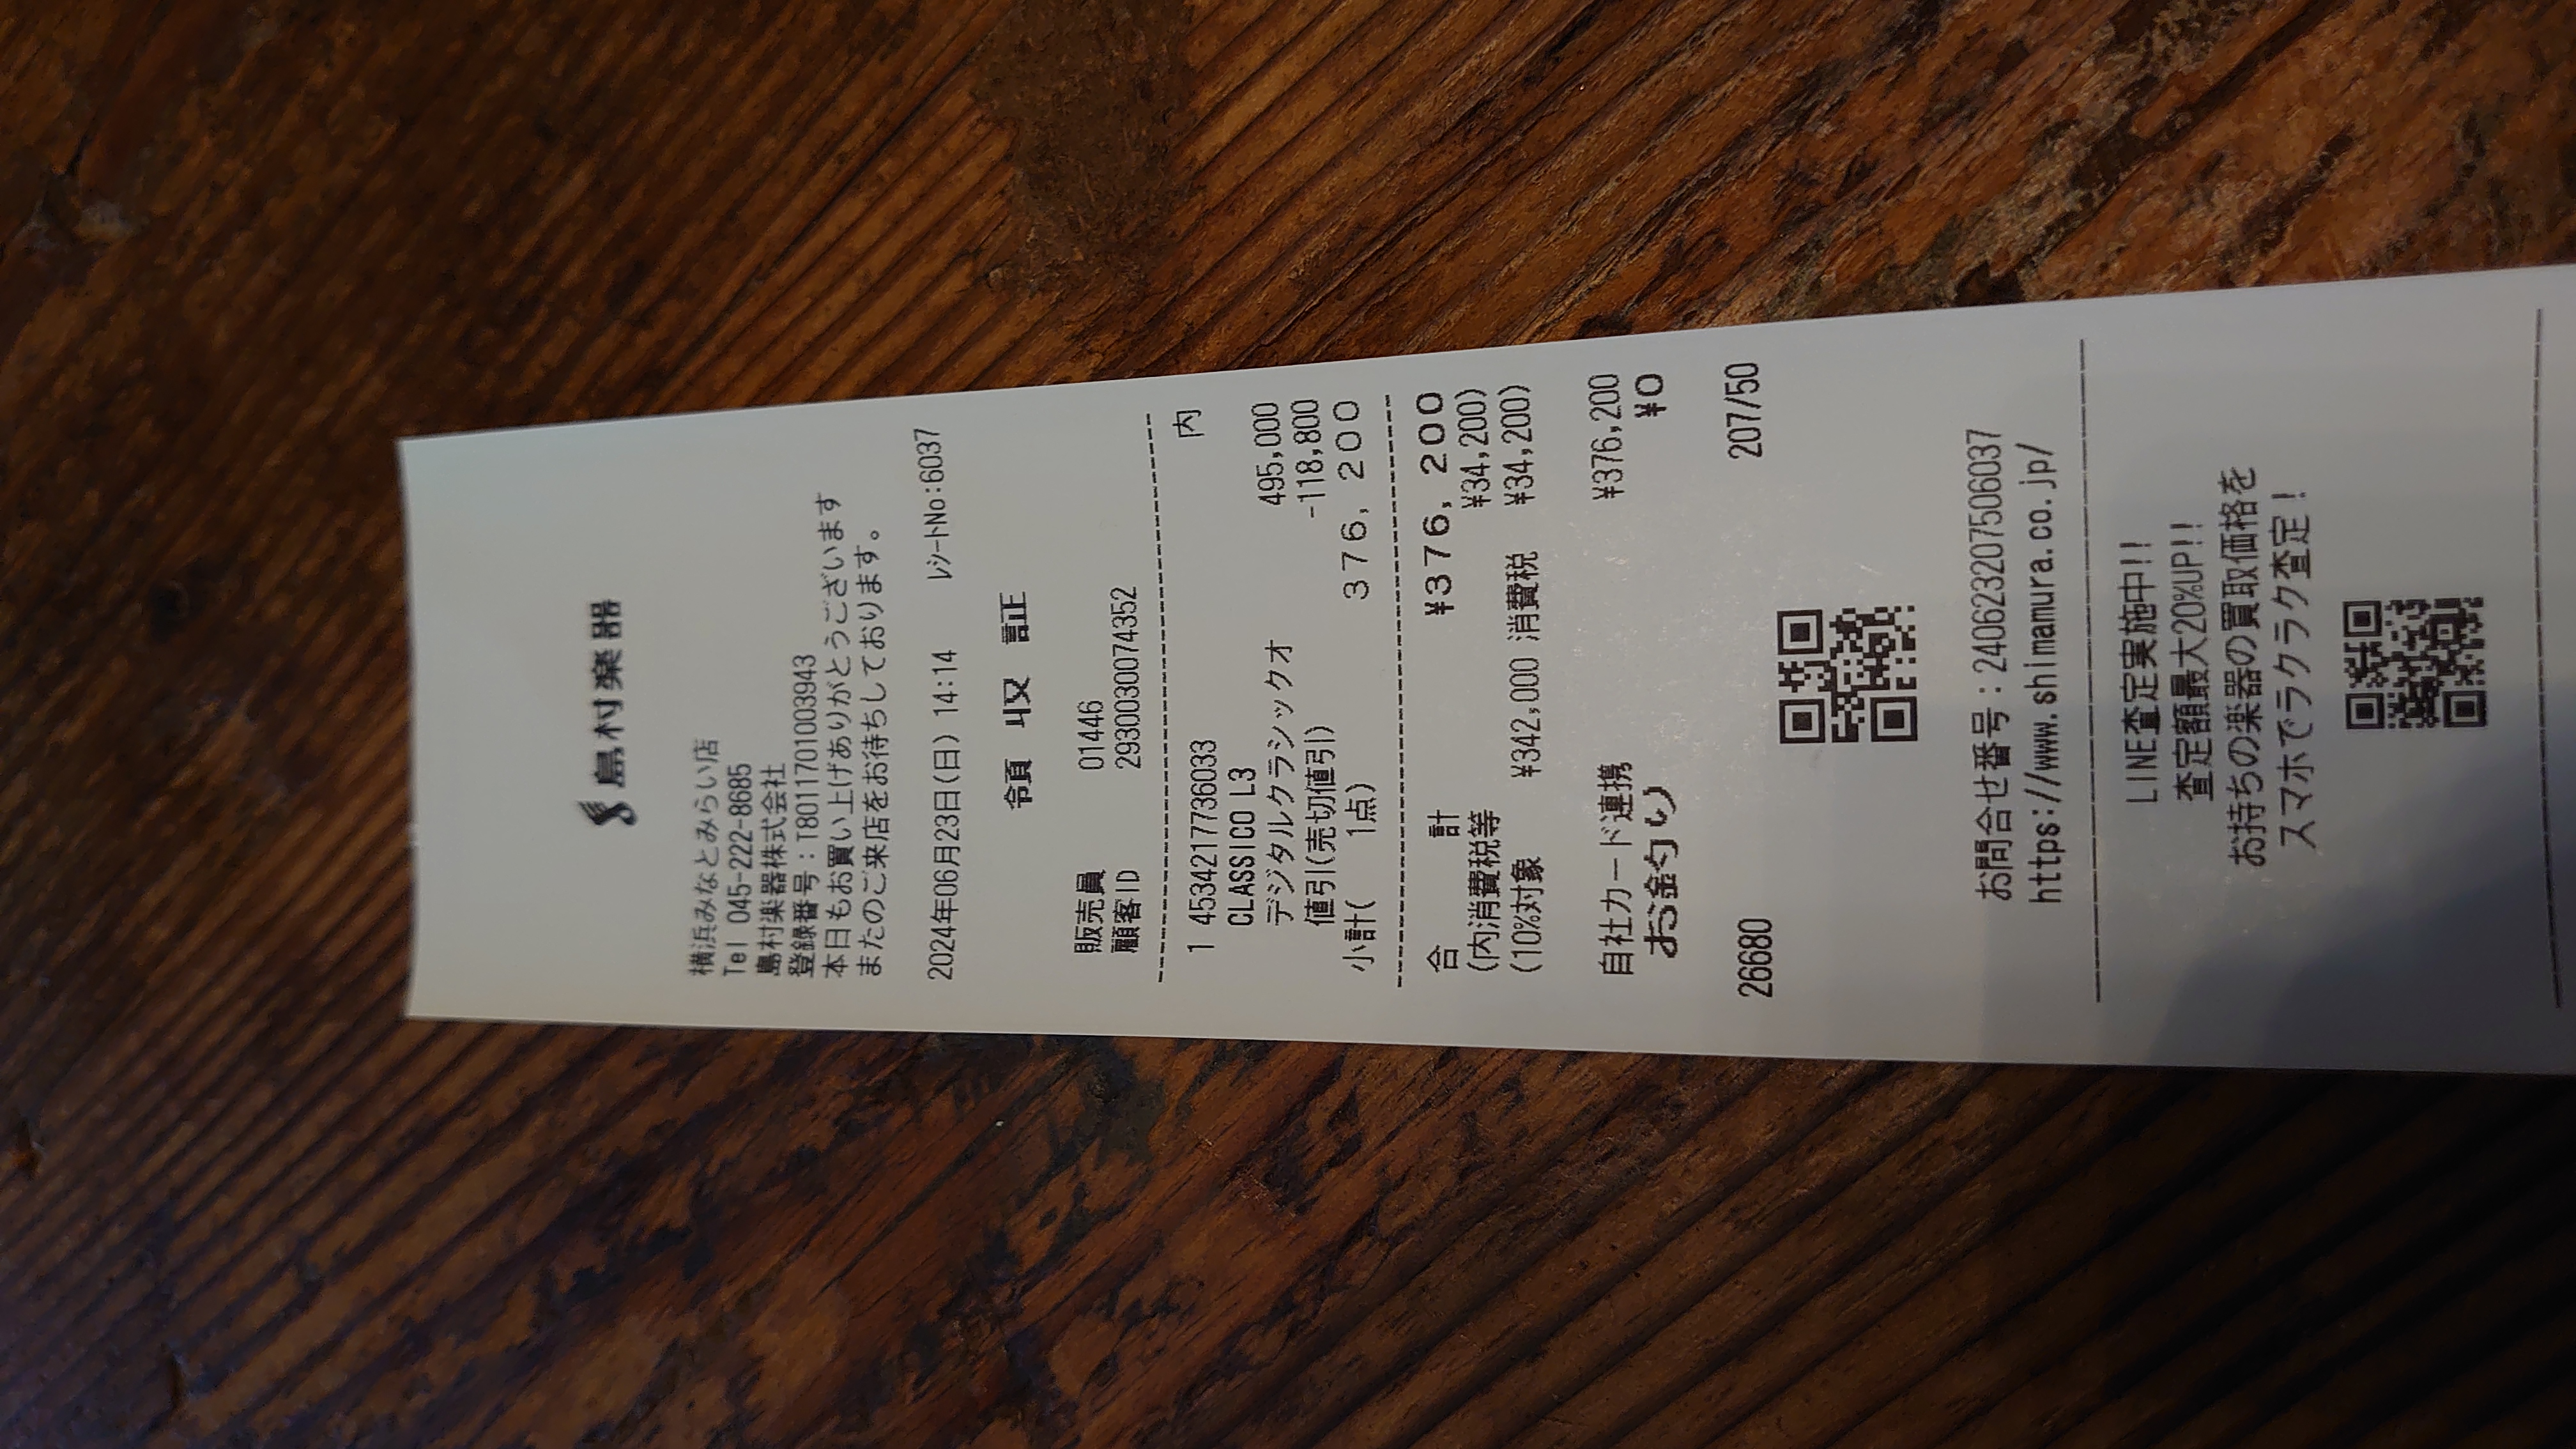 島村楽器
横浜みなとみらい店
Tel 045-222-8685
島村楽器株式会社
登録番号:T8011701003943
本日もお買い上げありがとうございます
またのご来店をお待ちしております。
2024年06月23日(日) 14:14 ﾚｼｰﾄNo:6037
領 収 証
販売員 01446
顧客ID 2930030074352
内
1 4534217736033
CLASSICO L3
デジタルクラシックオ 495,000
値引(売切値引) -118,800
小計( 1点) 376,200
合 計 ¥376,200
(内消費税等 ¥34,200)
(10%対象 ¥342,000 消費税 ¥34,200)
自社カード連携 ¥376,200
お釣り ¥0
26680 207/50
お問合せ番号:240623207506037
https://www.shimamura.co.jp/
LINE査定実施中!!
査定額最大20%UP!!
お持ちの楽器の買取価格を
スマホでラクラク査定!